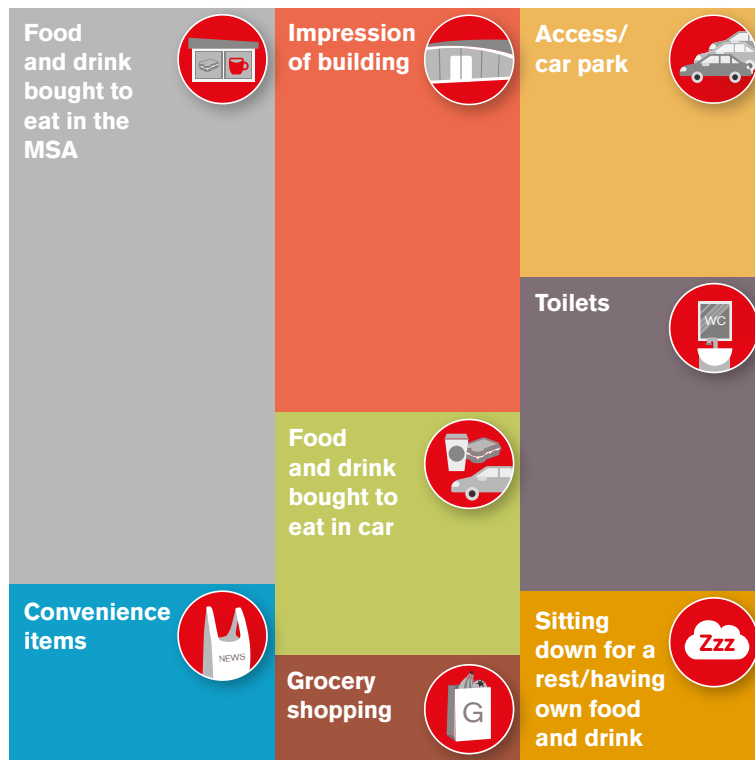 Food
and drink
bought to
eat in the
MSA
Impression
of building
Access/
car park
Toilets
WC
Food
and drink
bought to
eat in car
Convenience
items
NEWS
Grocery
shopping
G
Sitting
down for a
rest/having
own food
and drink
Zzz